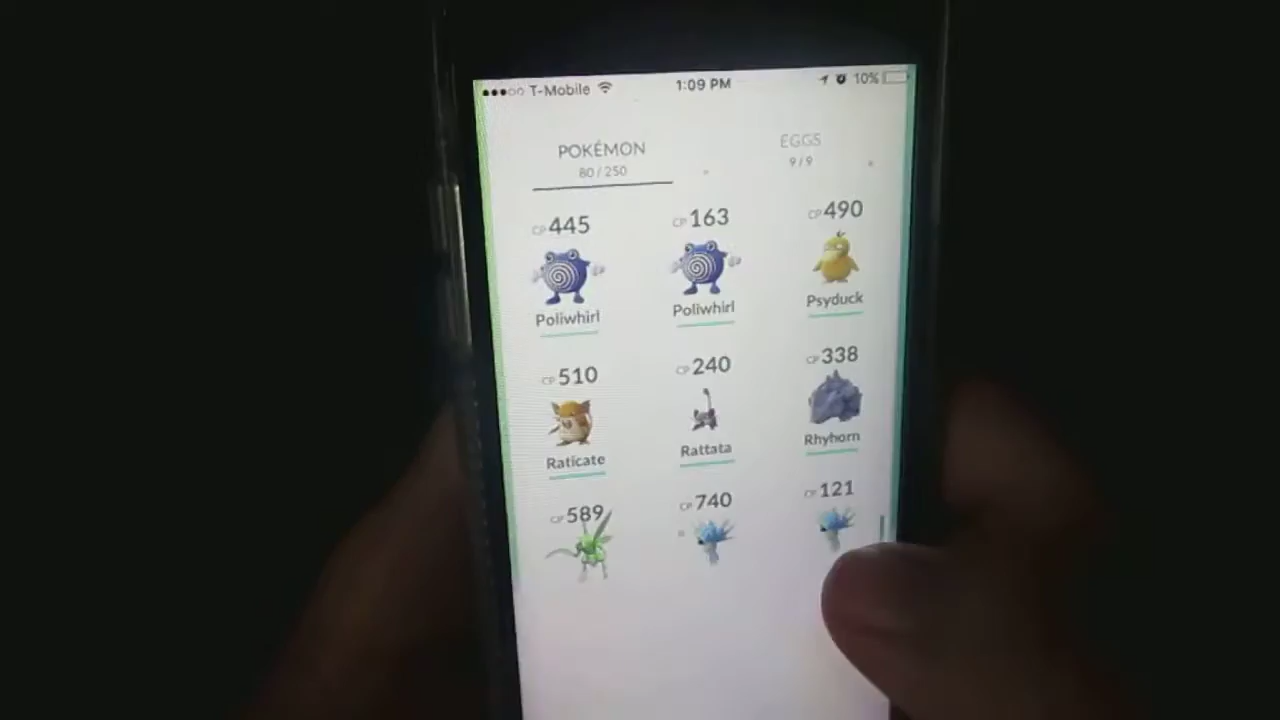 T-Mobile 1:09 PM 10%
POKÉMON EGGS
80 / 250 9/9
CP445 CP163 CP490
Poliwhirl Poliwhirl Psyduck
CP510 CP240 CP338
Raticate Rattata Rhyhorn
CP589 CP740 CP121